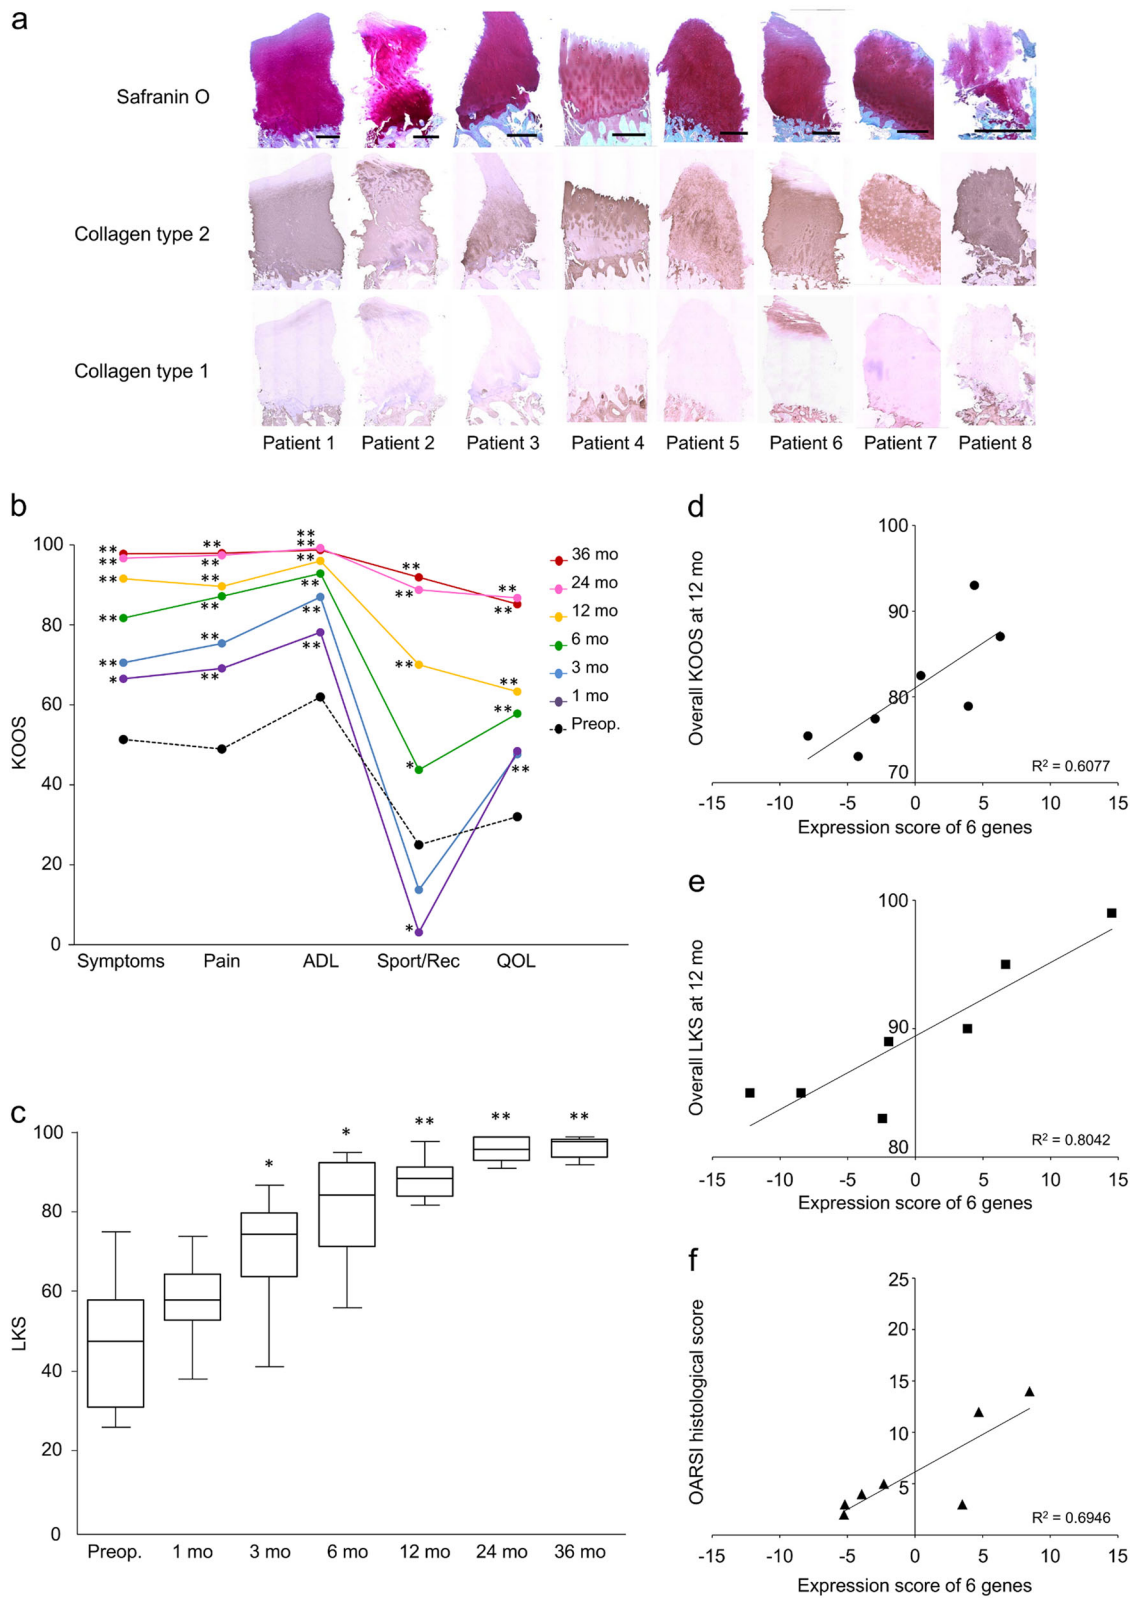 a
Safranin O
Collagen type 2
Collagen type 1
Patient 1 Patient 2 Patient 3 Patient 4 Patient 5 Patient 6 Patient 7 Patient 8
b
KOOS
100
80
60
40
20
0
** ** **
** ** **
** ** **
** ** **
** ** **
* ** **
** **
** **
** **
* **
* **
Symptoms Pain ADL Sport/Rec QOL
36 mo
24 mo
12 mo
6 mo
3 mo
1 mo
Preop.
c
LKS
100
80
60
40
20
0
* * ** ** **
Preop. 1 mo 3 mo 6 mo 12 mo 24 mo 36 mo
d
Overall KOOS at 12 mo
100
90
80
70
R² = 0.6077
-15 -10 -5 0 5 10 15
Expression score of 6 genes
e
Overall LKS at 12 mo
100
90
80
R² = 0.8042
-15 -10 -5 0 5 10 15
Expression score of 6 genes
f
OARSI histological score
25
20
15
10
5
R² = 0.6946
-15 -10 -5 0 5 10 15
Expression score of 6 genes